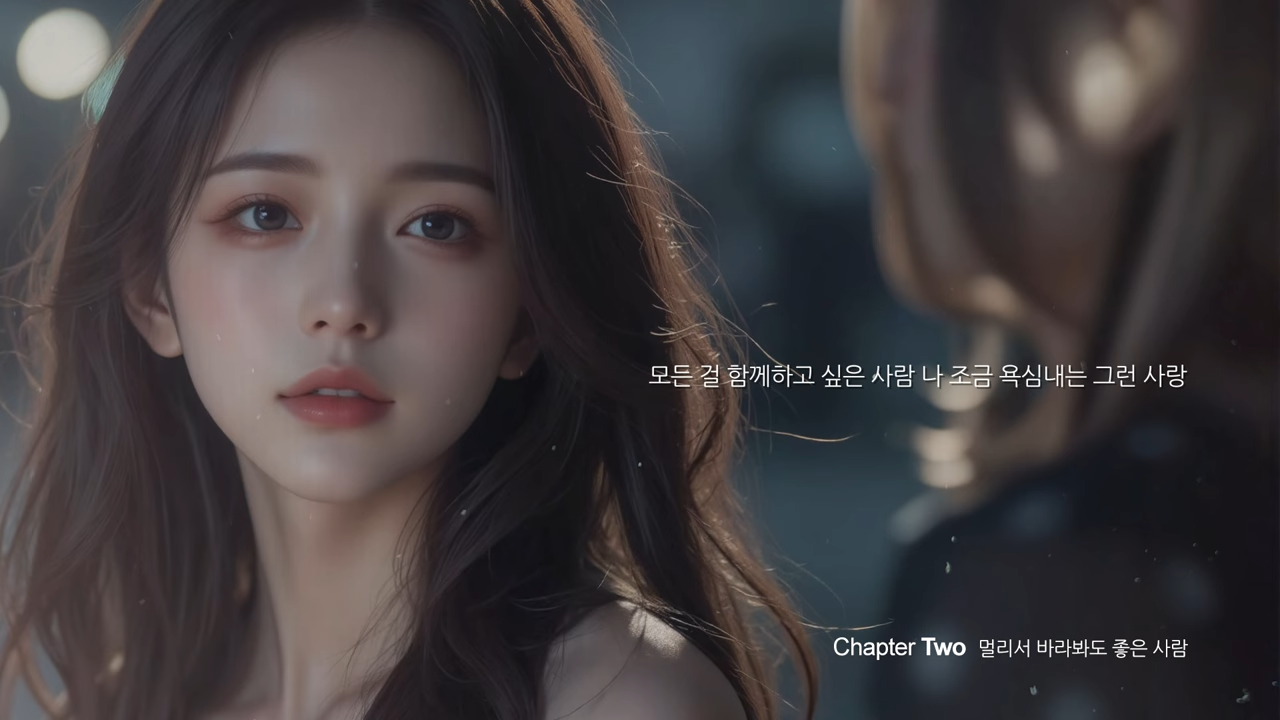 모든 걸 함께하고 싶은 사람 나 조금 욕심내는 그런 사랑
Chapter Two 멀리서 바라봐도 좋은 사람